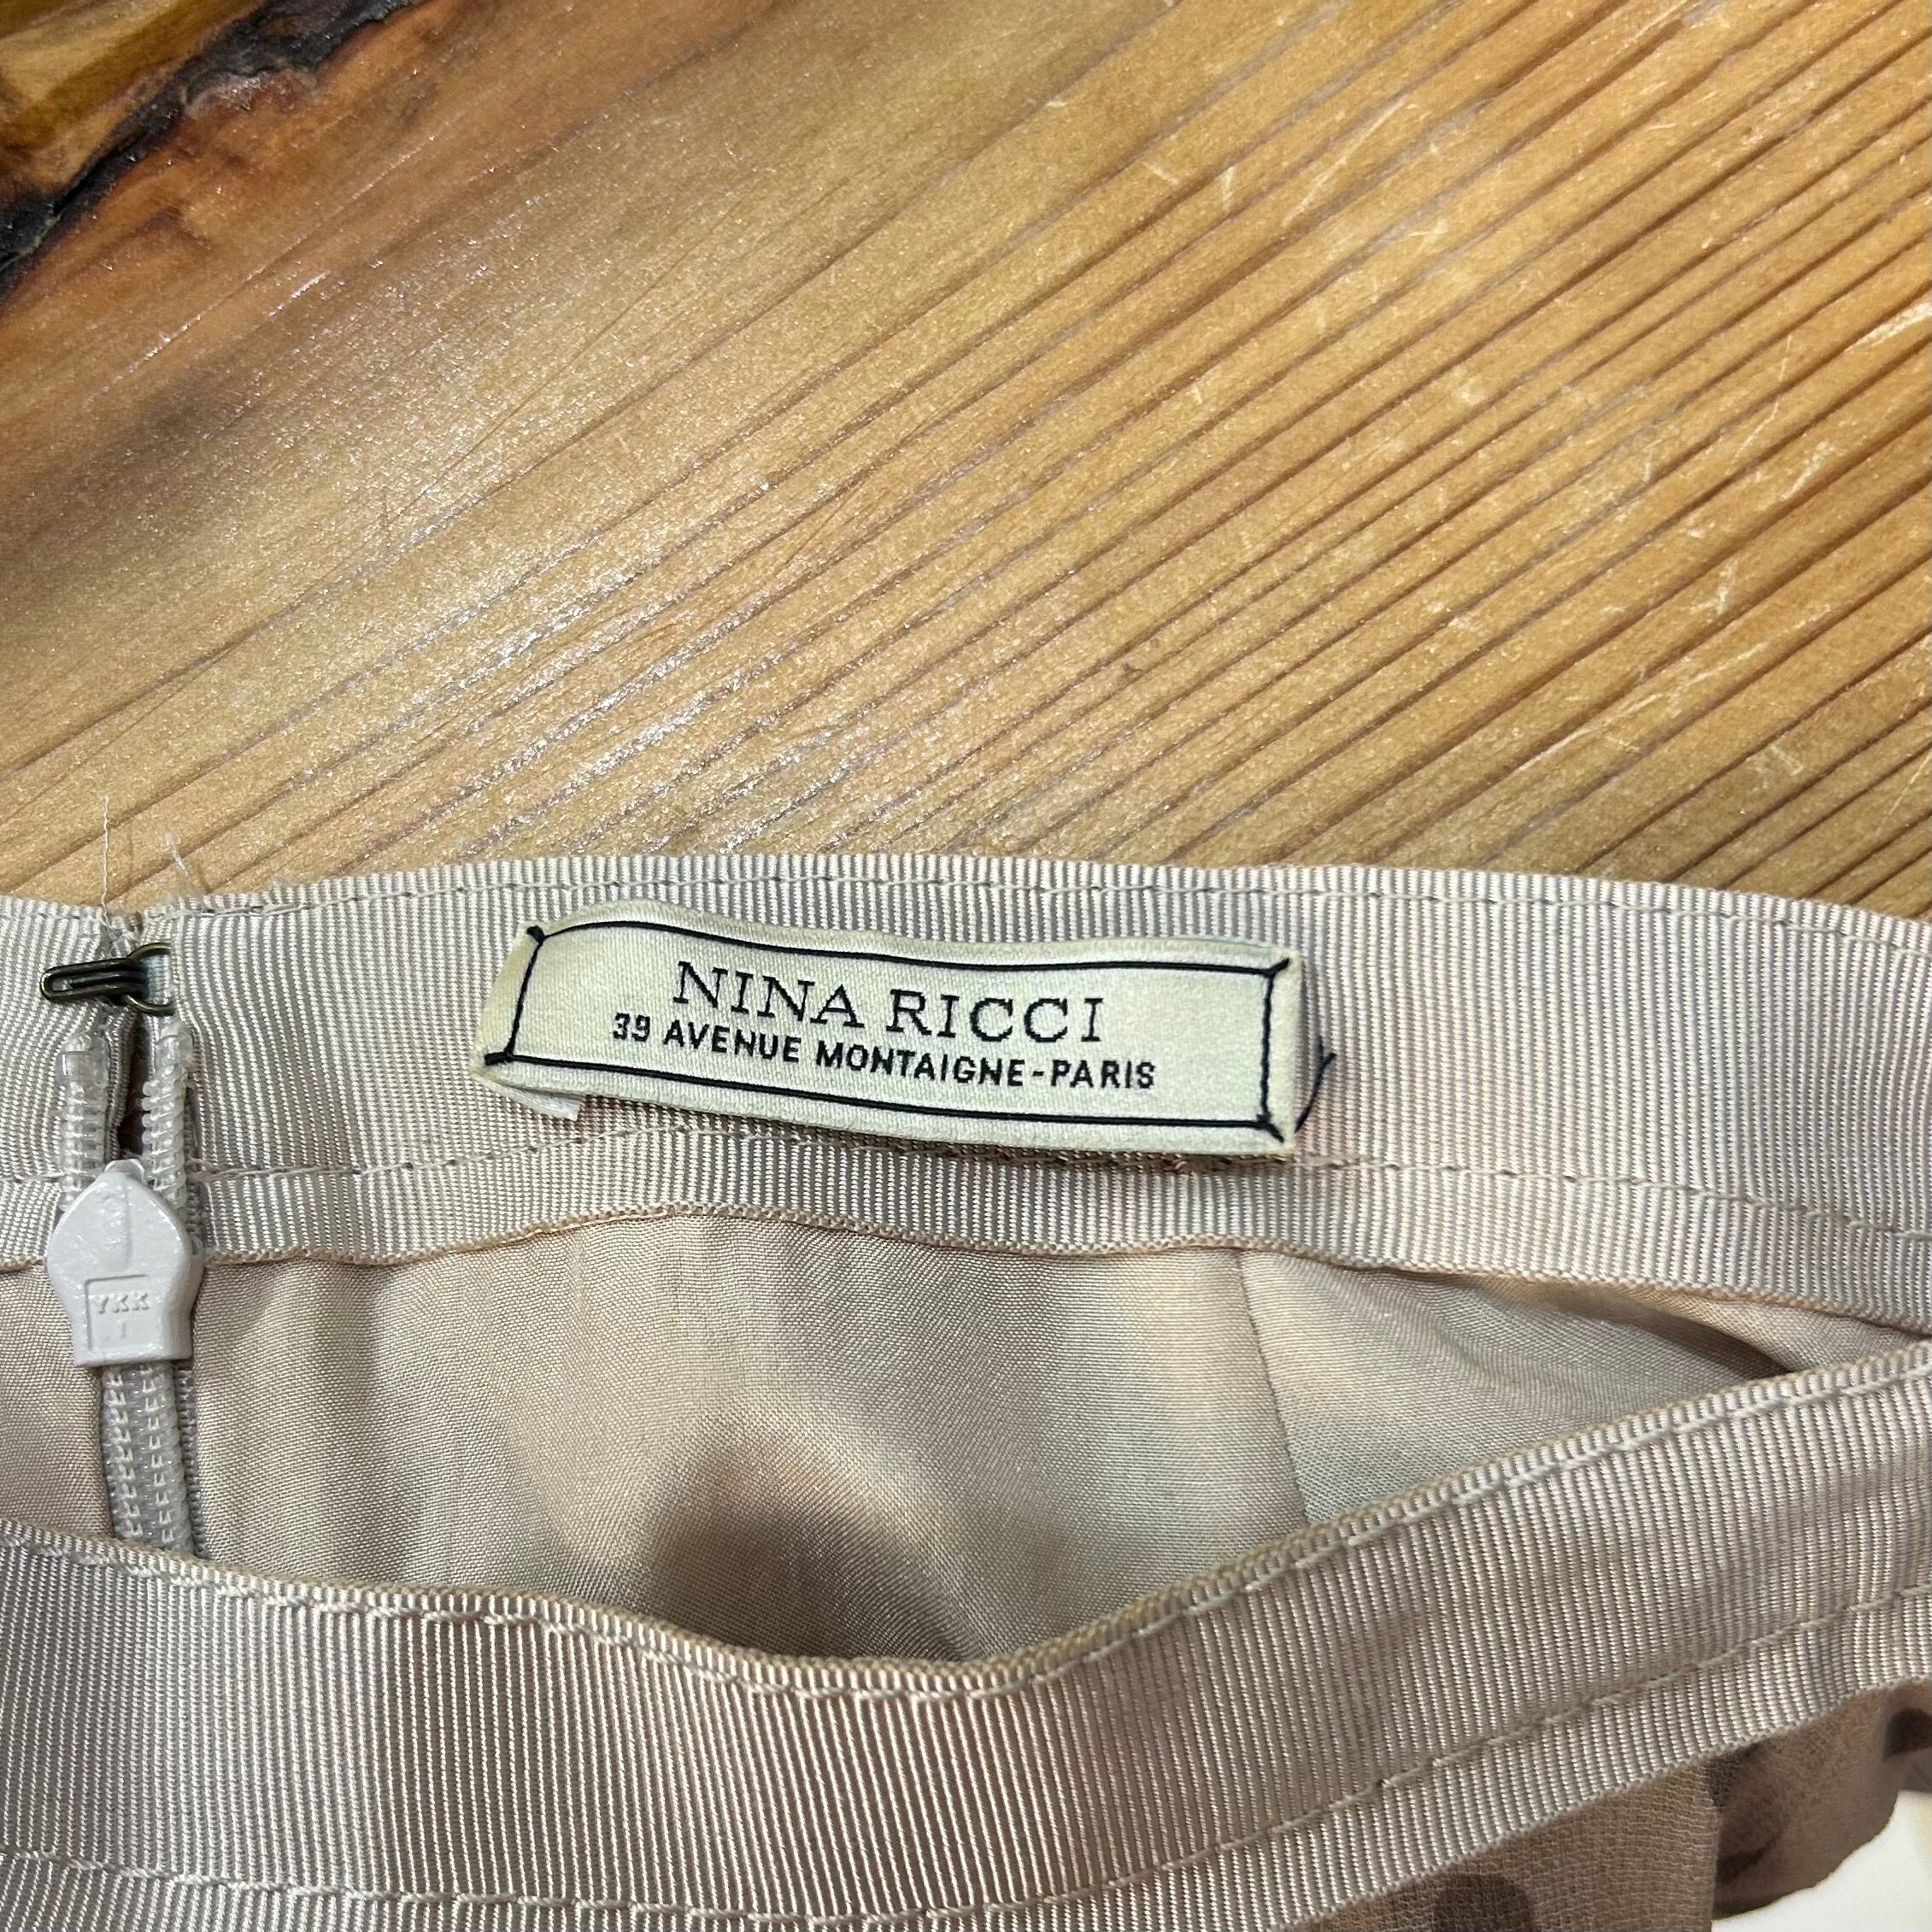 NINA RICCI
39 AVENUE MONTAIGNE-PARIS
YKK